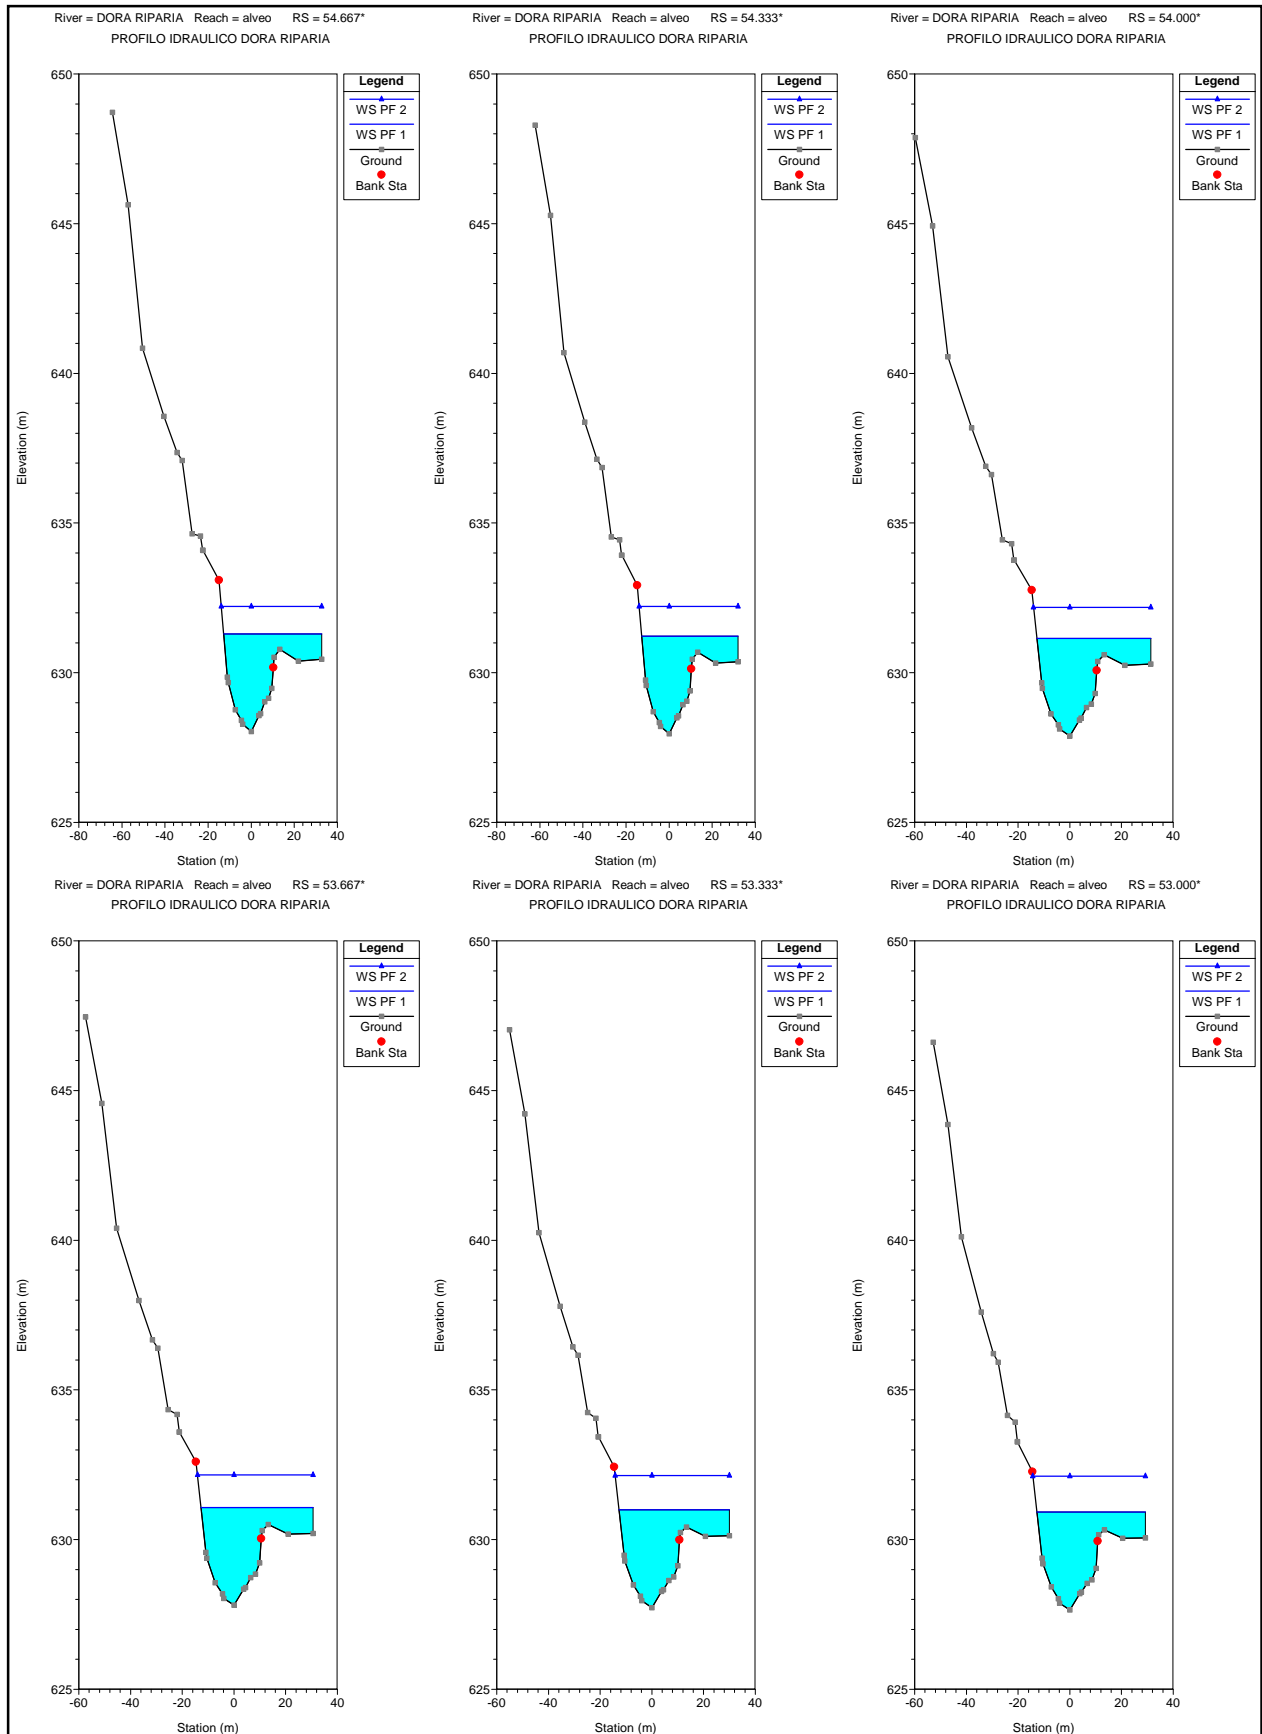 River = DORA RIPARIA Reach = alveo RS = 54.667*
PROFILO IDRAULICO DORA RIPARIA
650
645
640
635
630
625
Elevation (m)
-80 -60 -40 -20 0 20 40
Station (m)
Legend
WS PF 2
WS PF 1
Ground
Bank Sta
River = DORA RIPARIA Reach = alveo RS = 54.333*
PROFILO IDRAULICO DORA RIPARIA
650
645
640
635
630
625
Elevation (m)
-80 -60 -40 -20 0 20 40
Station (m)
Legend
WS PF 2
WS PF 1
Ground
Bank Sta
River = DORA RIPARIA Reach = alveo RS = 54.000*
PROFILO IDRAULICO DORA RIPARIA
650
645
640
635
630
625
Elevation (m)
-60 -40 -20 0 20 40
Station (m)
Legend
WS PF 2
WS PF 1
Ground
Bank Sta
River = DORA RIPARIA Reach = alveo RS = 53.667*
PROFILO IDRAULICO DORA RIPARIA
650
645
640
635
630
625
Elevation (m)
-60 -40 -20 0 20 40
Station (m)
Legend
WS PF 2
WS PF 1
Ground
Bank Sta
River = DORA RIPARIA Reach = alveo RS = 53.333*
PROFILO IDRAULICO DORA RIPARIA
650
645
640
635
630
625
Elevation (m)
-60 -40 -20 0 20 40
Station (m)
Legend
WS PF 2
WS PF 1
Ground
Bank Sta
River = DORA RIPARIA Reach = alveo RS = 53.000*
PROFILO IDRAULICO DORA RIPARIA
650
645
640
635
630
625
Elevation (m)
-60 -40 -20 0 20 40
Station (m)
Legend
WS PF 2
WS PF 1
Ground
Bank Sta